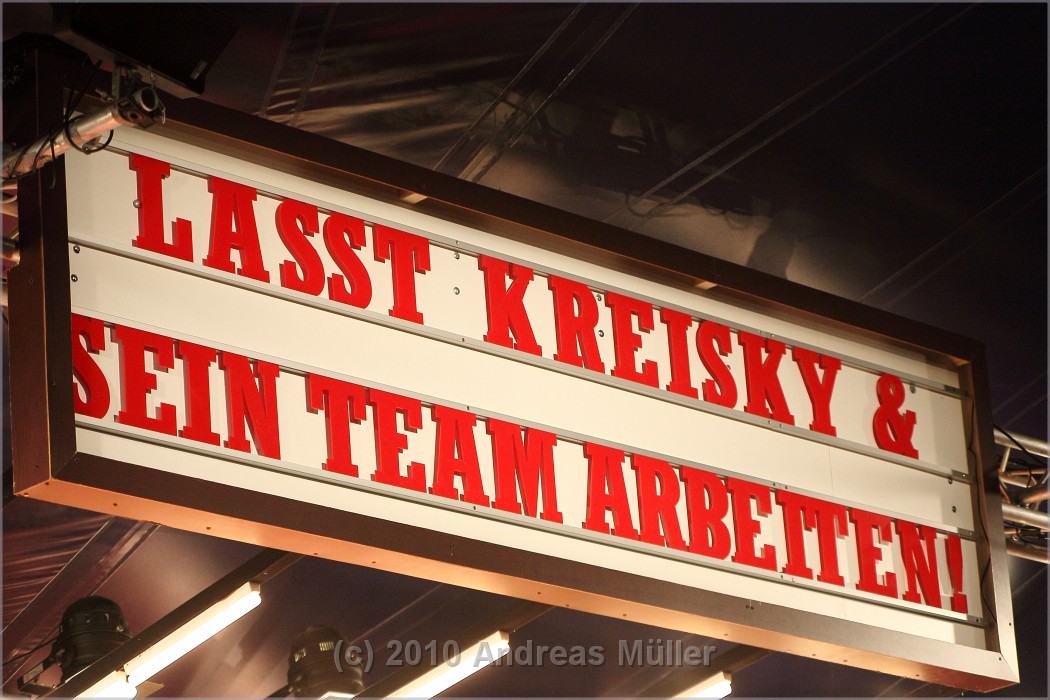 LASST KREISKY &
SEIN TEAM ARBEITEN!
(c) 2010 Andreas Müller